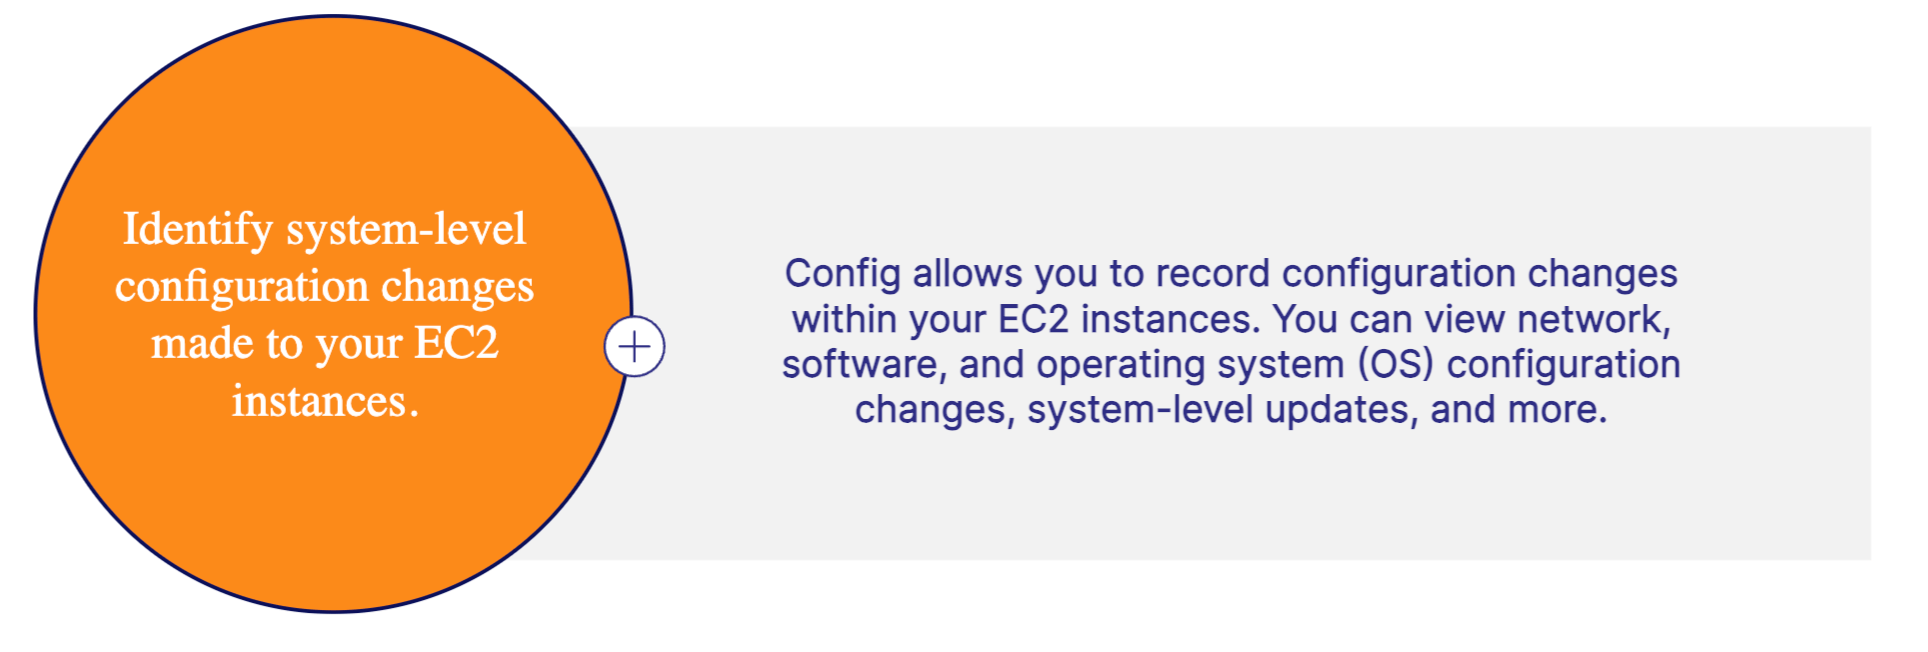 Identify system-level
configuration changes
made to your EC2
instances.
Config allows you to record configuration changes
within your EC2 instances. You can view network,
software, and operating system (OS) configuration
changes, system-level updates, and more.